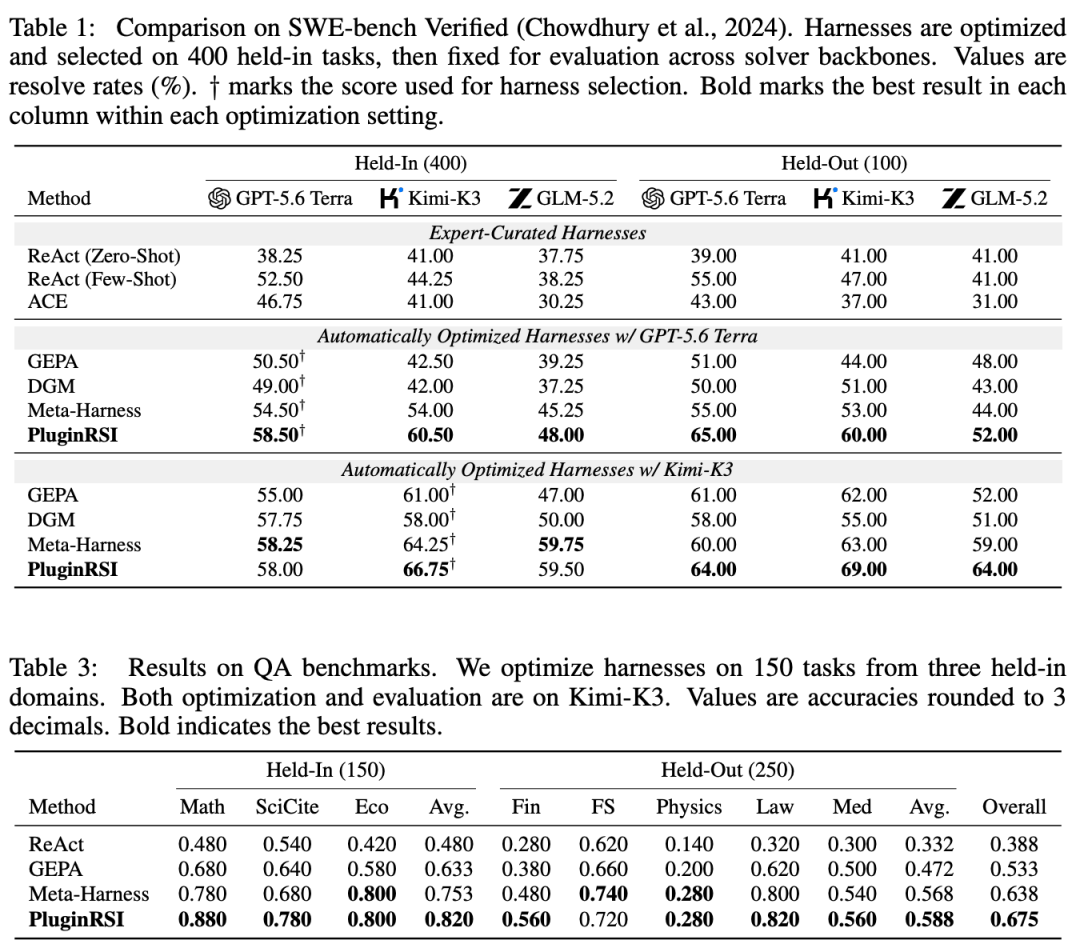 Table 1: Comparison on SWE-bench Verified (Chowdhury et al., 2024). Harnesses are optimized
and selected on 400 held-in tasks, then fixed for evaluation across solver backbones. Values are
resolve rates (%). † marks the score used for harness selection. Bold marks the best result in each
column within each optimization setting.
Held-In (400) Held-Out (100)
Method GPT-5.6 Terra Kimi-K3 GLM-5.2 GPT-5.6 Terra Kimi-K3 GLM-5.2
Expert-Curated Harnesses
ReAct (Zero-Shot) 38.25 41.00 37.75 39.00 41.00 41.00
ReAct (Few-Shot) 52.50 44.25 38.25 55.00 47.00 41.00
ACE 46.75 41.00 30.25 43.00 37.00 31.00
Automatically Optimized Harnesses w/ GPT-5.6 Terra
GEPA 50.50† 42.50 39.25 51.00 44.00 48.00
DGM 49.00† 42.00 37.25 50.00 51.00 43.00
Meta-Harness 54.50† 54.00 45.25 55.00 53.00 44.00
PluginRSI 58.50† 60.50 48.00 65.00 60.00 52.00
Automatically Optimized Harnesses w/ Kimi-K3
GEPA 55.00 61.00† 47.00 61.00 62.00 52.00
DGM 57.75 58.00† 50.00 58.00 55.00 51.00
Meta-Harness 58.25 64.25† 59.75 60.00 63.00 59.00
PluginRSI 58.00 66.75† 59.50 64.00 69.00 64.00
Table 3: Results on QA benchmarks. We optimize harnesses on 150 tasks from three held-in
domains. Both optimization and evaluation are on Kimi-K3. Values are accuracies rounded to 3
decimals. Bold indicates the best results.
Held-In (150) Held-Out (250)
Method Math SciCite Eco Avg. Fin FS Physics Law Med Avg. Overall
ReAct 0.480 0.540 0.420 0.480 0.280 0.620 0.140 0.320 0.300 0.332 0.388
GEPA 0.680 0.640 0.580 0.633 0.380 0.660 0.200 0.620 0.500 0.472 0.533
Meta-Harness 0.780 0.680 0.800 0.753 0.480 0.740 0.280 0.800 0.540 0.568 0.638
PluginRSI 0.880 0.780 0.800 0.820 0.560 0.720 0.280 0.820 0.560 0.588 0.675